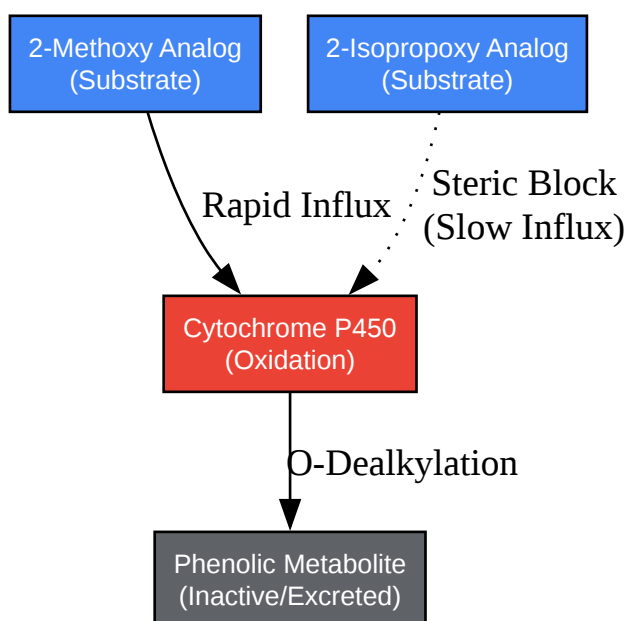 2-Methoxy Analog
(Substrate)
2-Isopropoxy Analog
(Substrate)
Rapid Influx
Steric Block
(Slow Influx)
Cytochrome P450
(Oxidation)
O-Dealkylation
Phenolic Metabolite
(Inactive/Excreted)